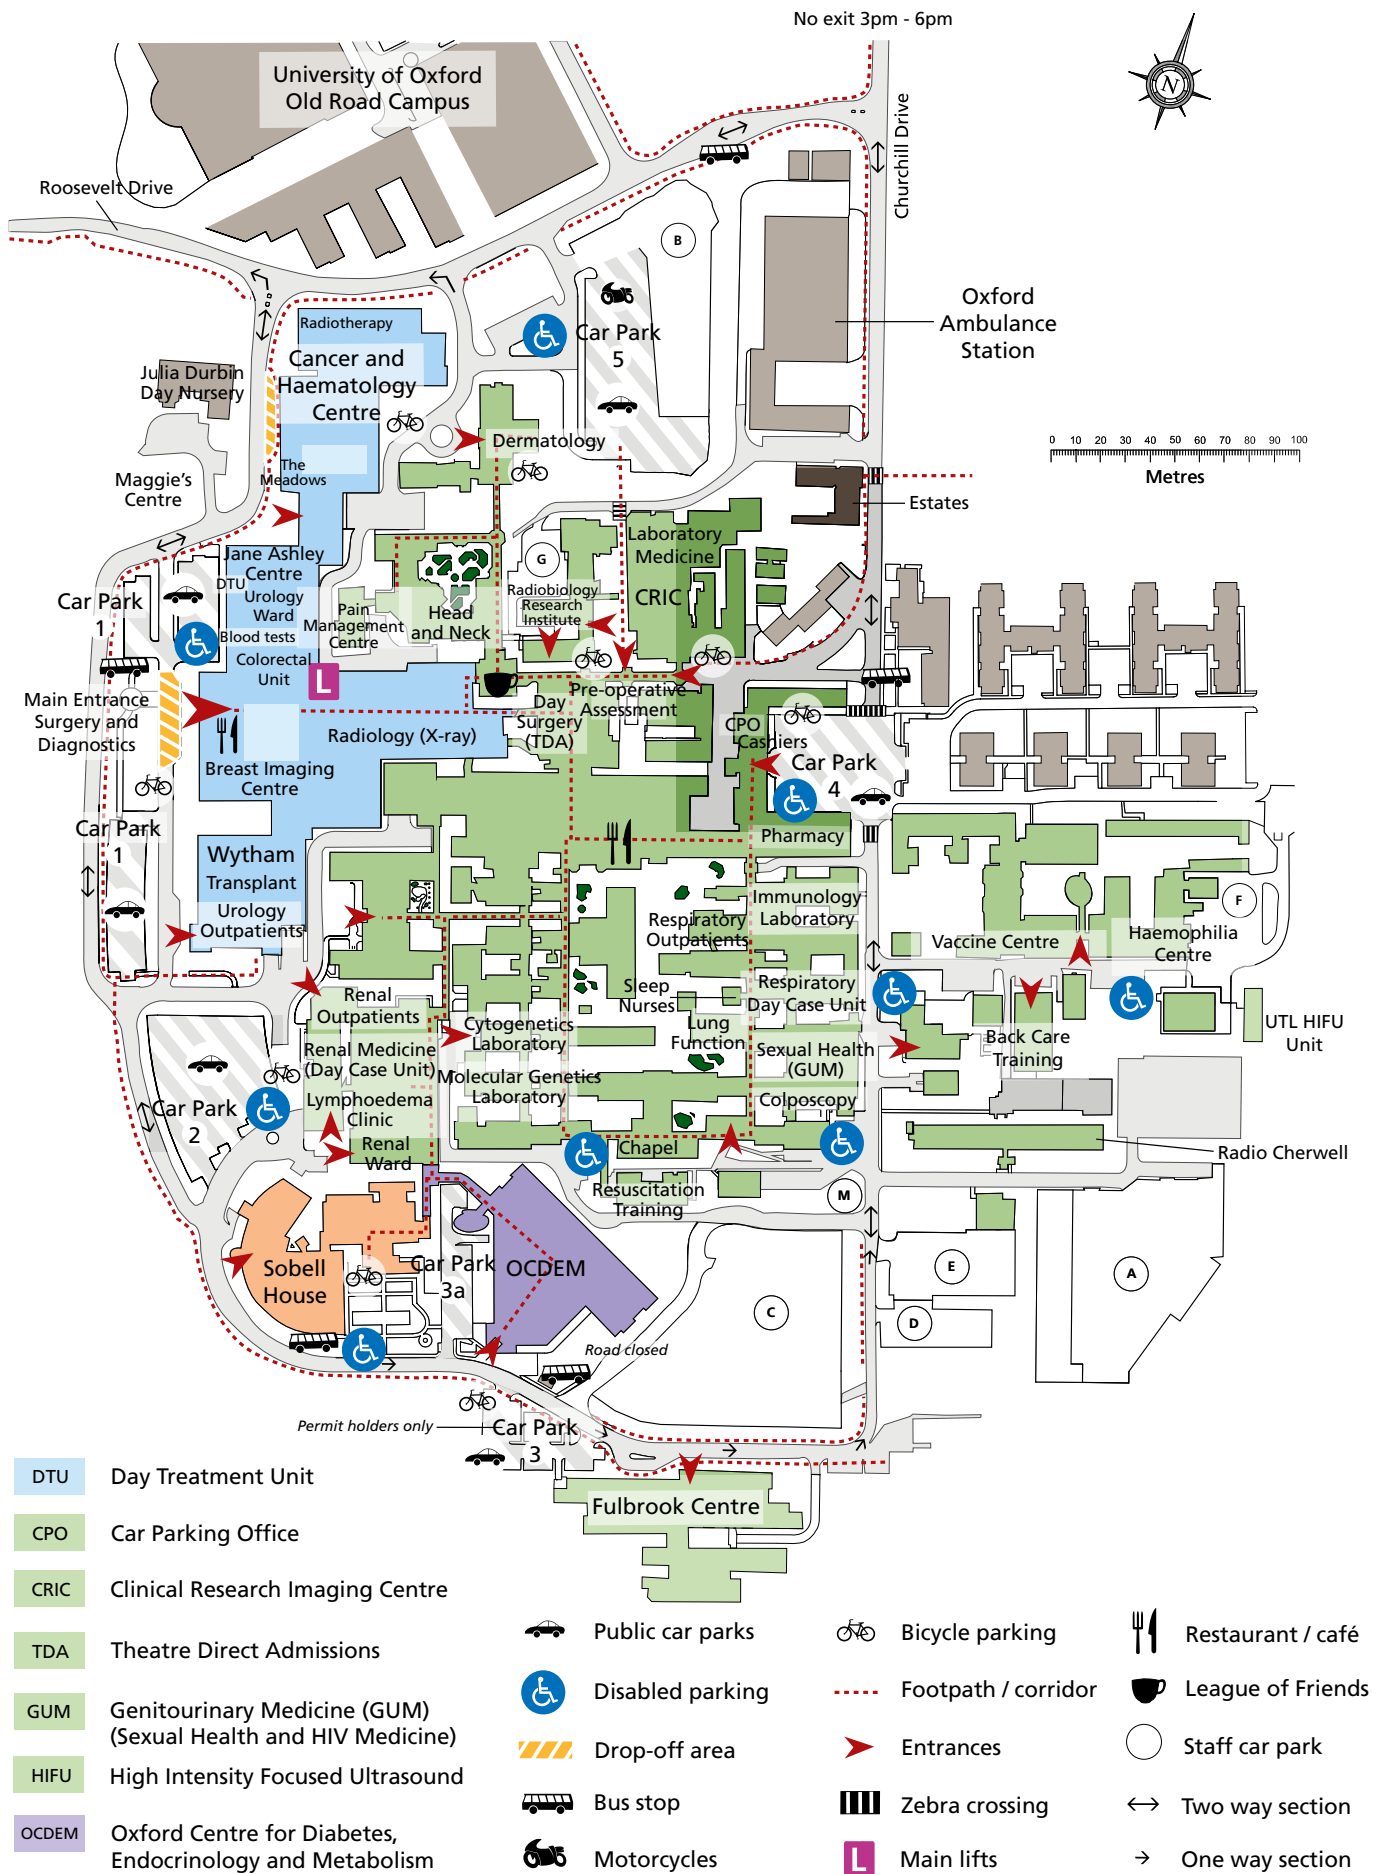 No exit 3pm - 6pm
N
University of Oxford
Old Road Campus
Churchill Drive
Roosevelt Drive
B
Oxford
Ambulance
Station
Radiotherapy
Cancer and
Haematology
Centre
Car Park
5
Julia Durbin
Day Nursery
Dermatology
0 10 20 30 40 50 60 70 80 90 100
Metres
The
Meadows
Maggie's
Centre
Estates
Laboratory
Medicine
Jane Ashley
Centre
G
DTU
Urology
Ward
Radiobiology
Research
Institute
CRIC
Car Park
1
Pain
Management
Centre
Head
and Neck
Blood tests
Colorectal
Unit
L
Main Entrance
Surgery and
Diagnostics
Pre-operative
Assessment
Day
Surgery
(TDA)
Radiology (X-ray)
CPO
Cashiers
Car Park
4
Breast Imaging
Centre
Car Park
1
Pharmacy
Wytham
Transplant
Urology
Outpatients
Immunology
Laboratory
Respiratory
Outpatients
F
Vaccine Centre
Haemophilia
Centre
Sleep
Nurses
Respiratory
Day Case Unit
Renal
Outpatients
Cytogenetics
Laboratory
Lung
Function
Back Care
Training
UTL HIFU
Unit
Renal Medicine
(Day Case Unit)
Sexual Health
(GUM)
Molecular Genetics
Laboratory
Car Park
2
Lymphoedema
Clinic
Colposcopy
Renal
Ward
Chapel
Radio Cherwell
Resuscitation
Training
M
Sobell
House
Car Park
3a
OCDEM
E
A
C
D
Road closed
Permit holders only
Car Park
3
Fulbrook Centre
DTU Day Treatment Unit
CPO Car Parking Office
CRIC Clinical Research Imaging Centre
TDA Theatre Direct Admissions
GUM Genitourinary Medicine (GUM)
(Sexual Health and HIV Medicine)
HIFU High Intensity Focused Ultrasound
OCDEM Oxford Centre for Diabetes,
Endocrinology and Metabolism
Public car parks
Disabled parking
Drop-off area
Bus stop
Motorcycles
Bicycle parking
Footpath / corridor
Entrances
Zebra crossing
L Main lifts
Restaurant / café
League of Friends
Staff car park
Two way section
One way section